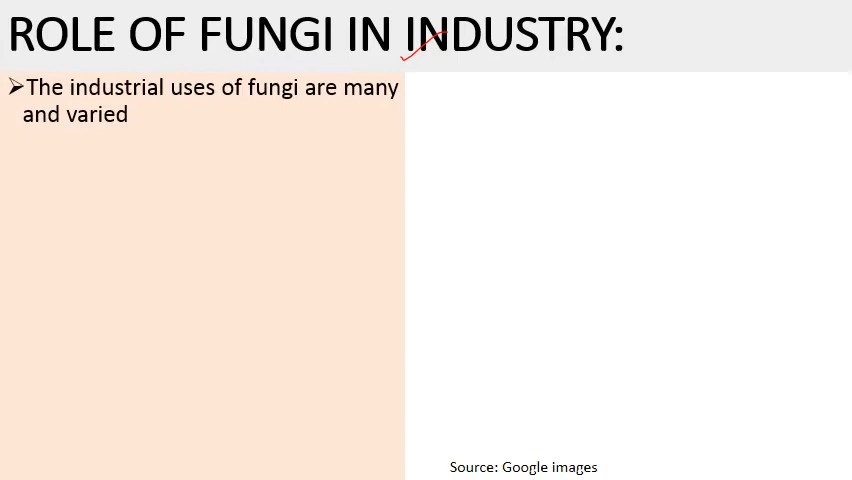 ROLE OF FUNGI IN INDUSTRY:
➢The industrial uses of fungi are many
and varied
Source: Google images